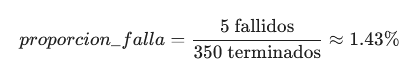 proporcion_falla = 5 fallidos / 350 terminados ≈ 1.43%